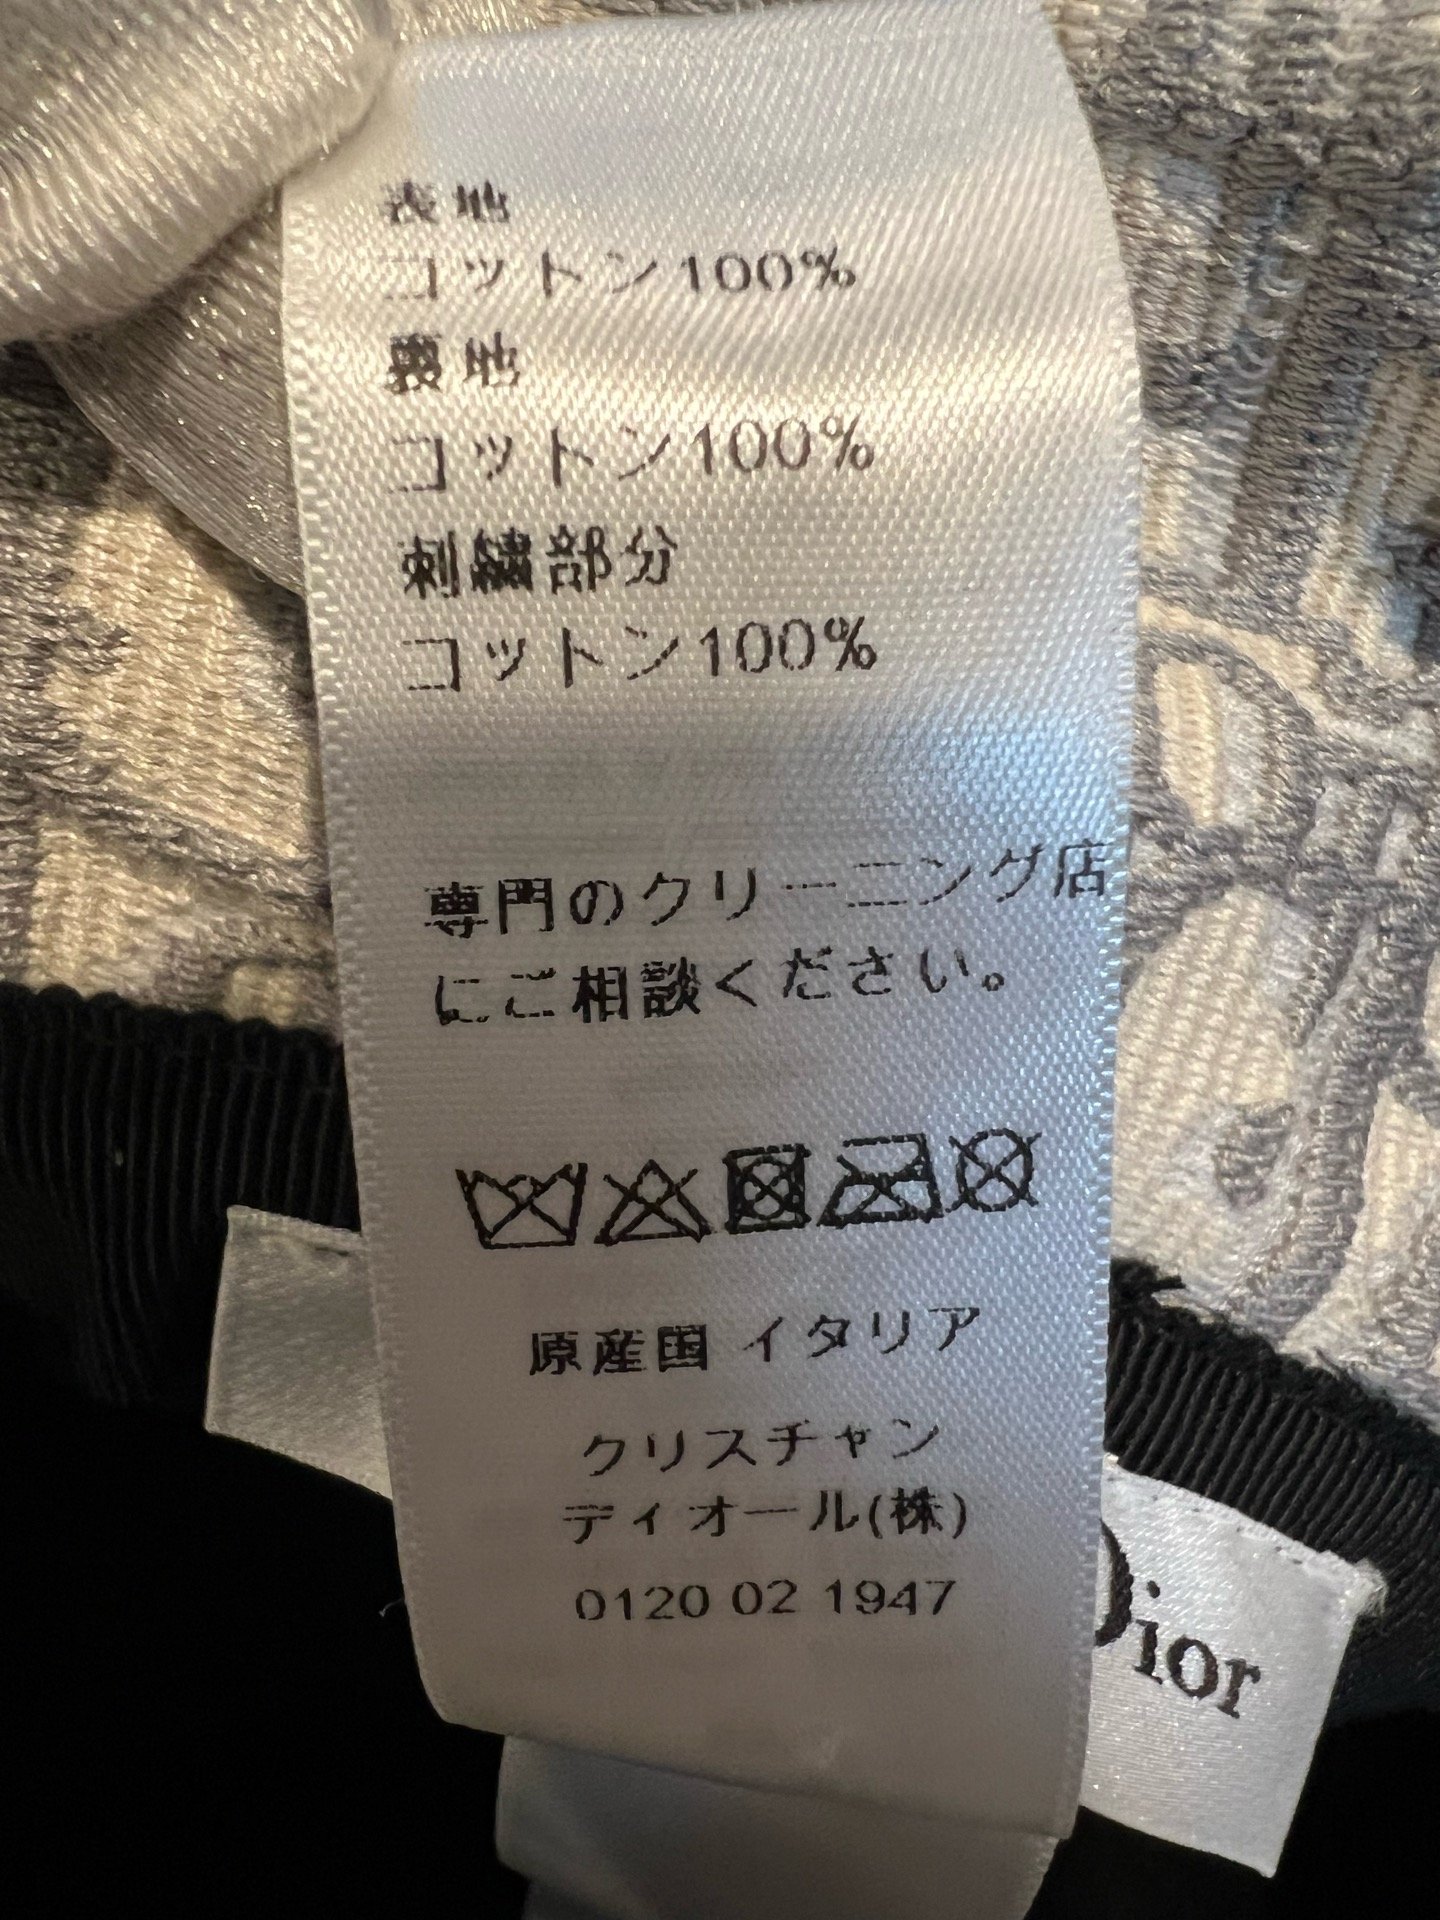 表地
コットン100%
裏地
コットン100%
刺繍部分
コットン100%
専門のクリーニング店
にご相談ください。
原産国 イタリア
クリスチャン
ディオール(株)
0120 02 1947
Dior